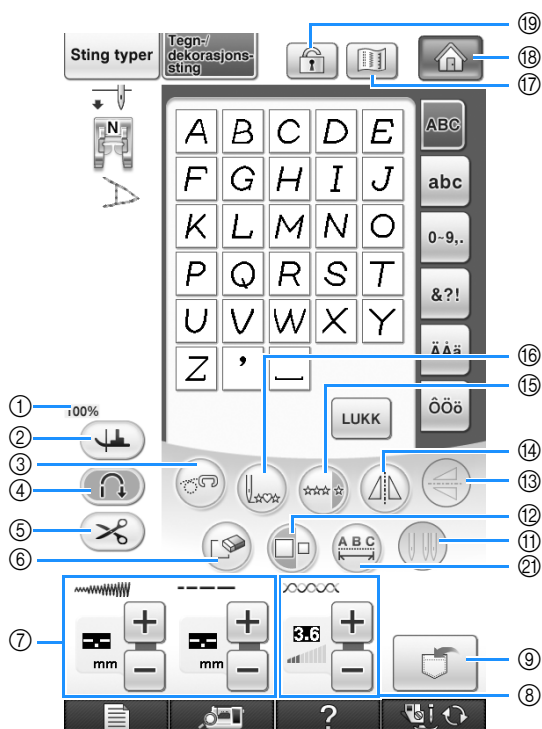 ⑲
Sting typer
Tegn-/
dekorasjons-
sting
⑱
⑰
N
A B C D E
ABC
F G H I J
abc
K L M N O
0~9,.
P Q R S T
&?!
U V W X Y
ÄÅä
Z ' _
ÔÖö
⑯
① 100%
LUKK
⑮
②
③
⑭
④
⑬
⑤
⑫
⑥
A B C
⑪
㉑
⑦
+ + 3.6 +
mm mm
− − −
⑨
⑧
?